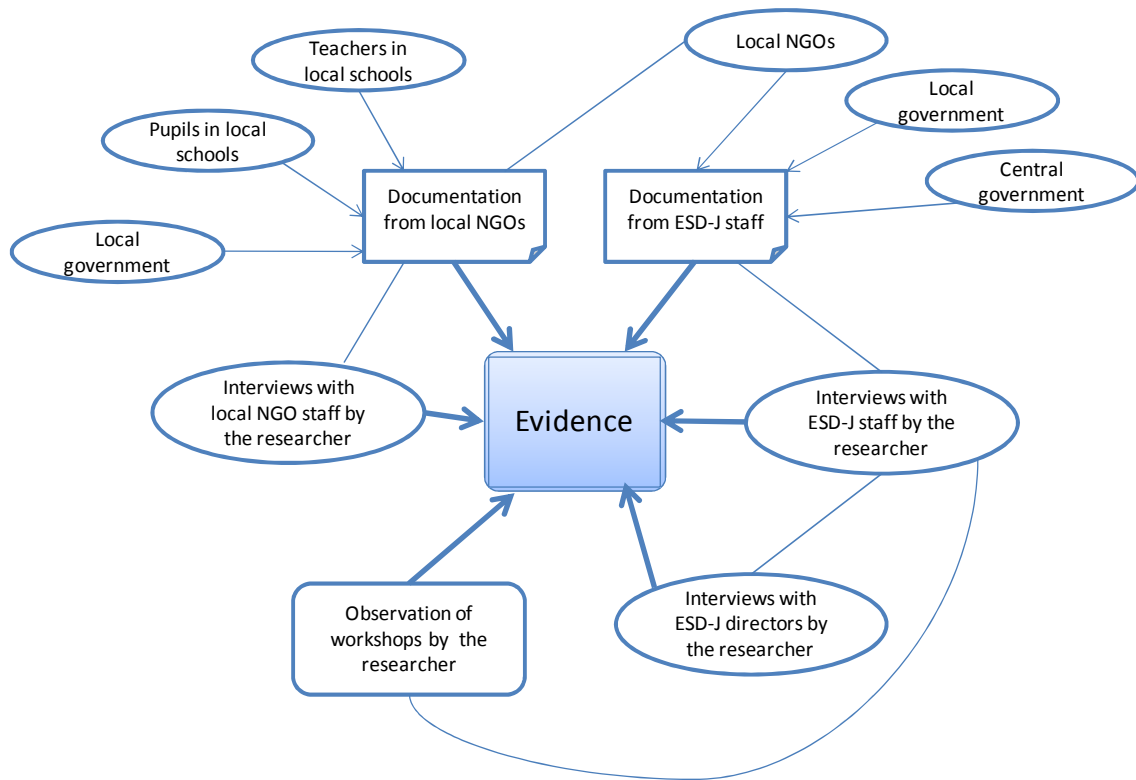 Teachers in
local schools
Local NGOs
Local
government
Pupils in local
schools
Central
government
Documentation
from local NGOs
Documentation
from ESD-J staff
Local
government
Interviews with
local NGO staff by
the researcher
Evidence
Interviews with
ESD-J staff by the
researcher
Observation of
workshops by the
researcher
Interviews with
ESD-J directors by
the researcher